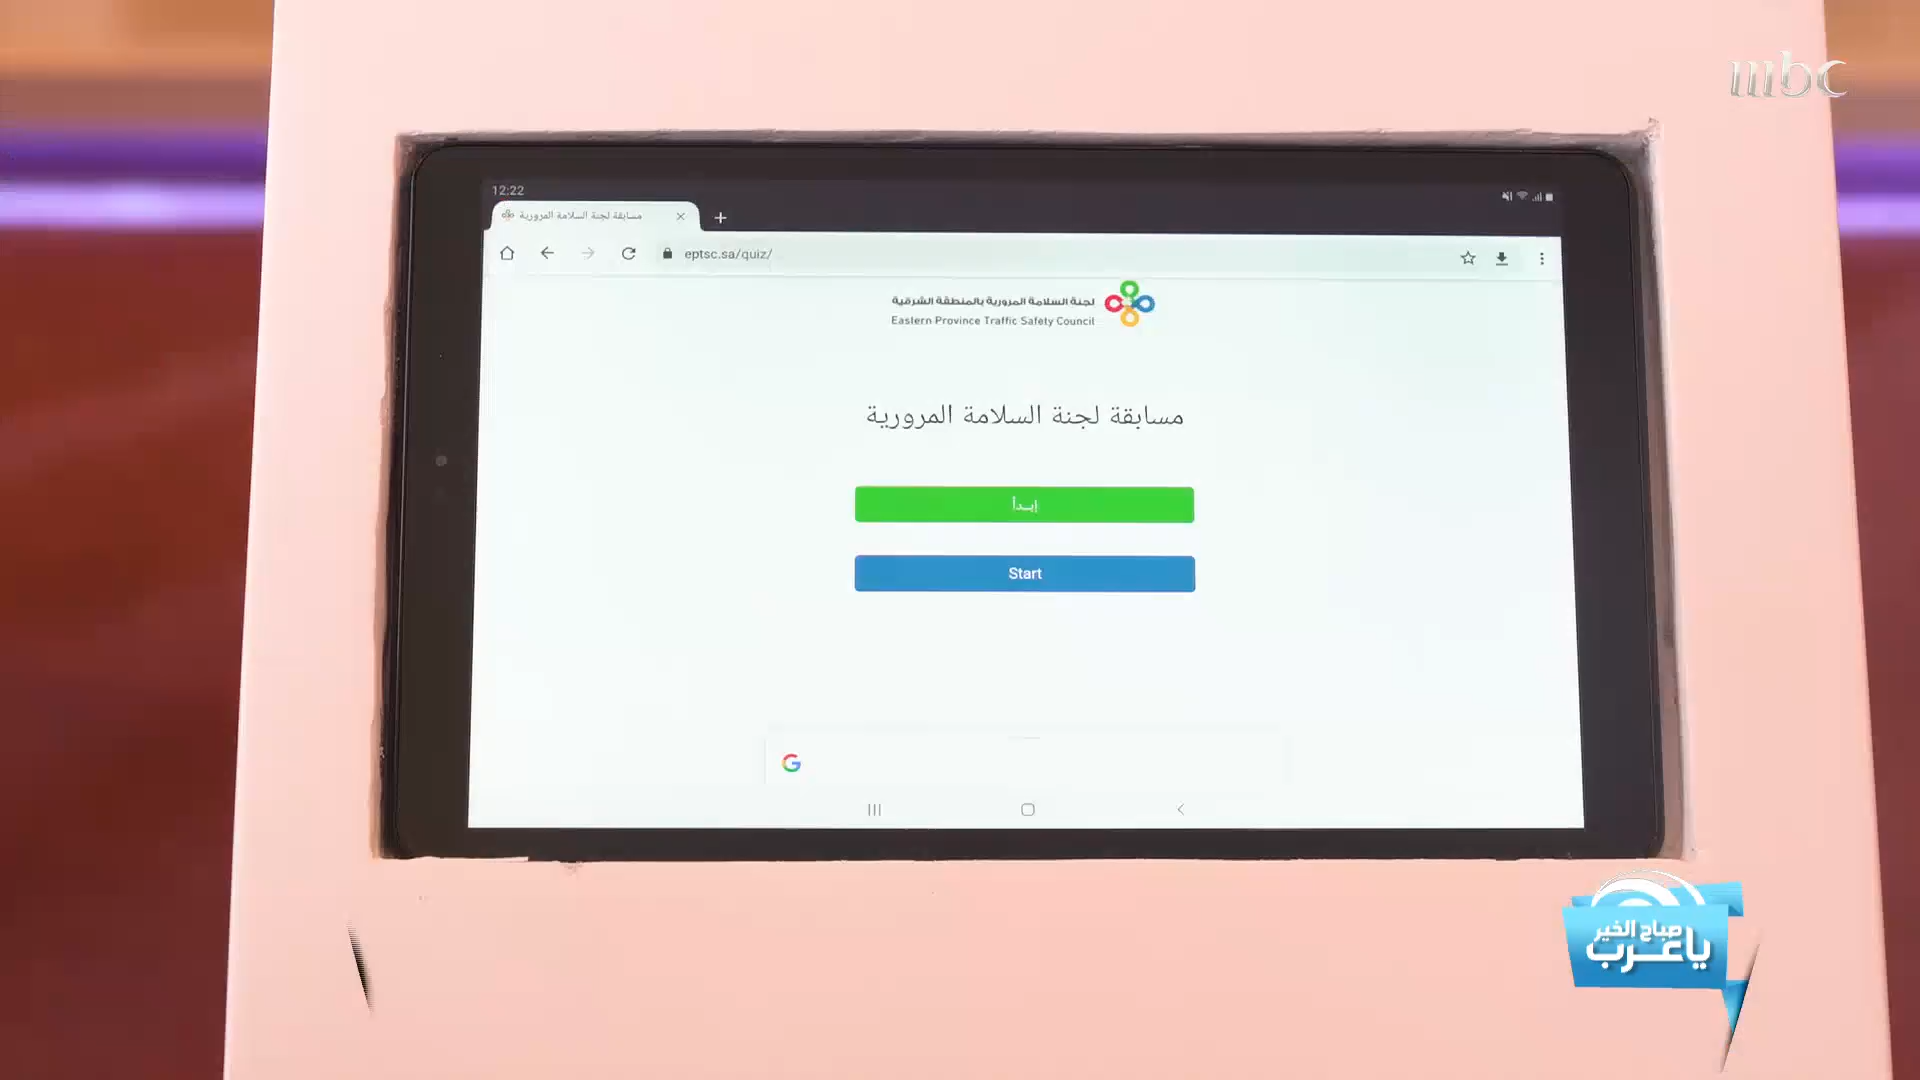 mbc
12:22
مسابقة لجنة السلامة المرورية
eptsc.sa/quiz/
لجنة السلامة المرورية بالمنطقة الشرقية
Eastern Province Traffic Safety Council
مسابقة لجنة السلامة المرورية
إبدأ
Start
صباح الخير
ياعرب